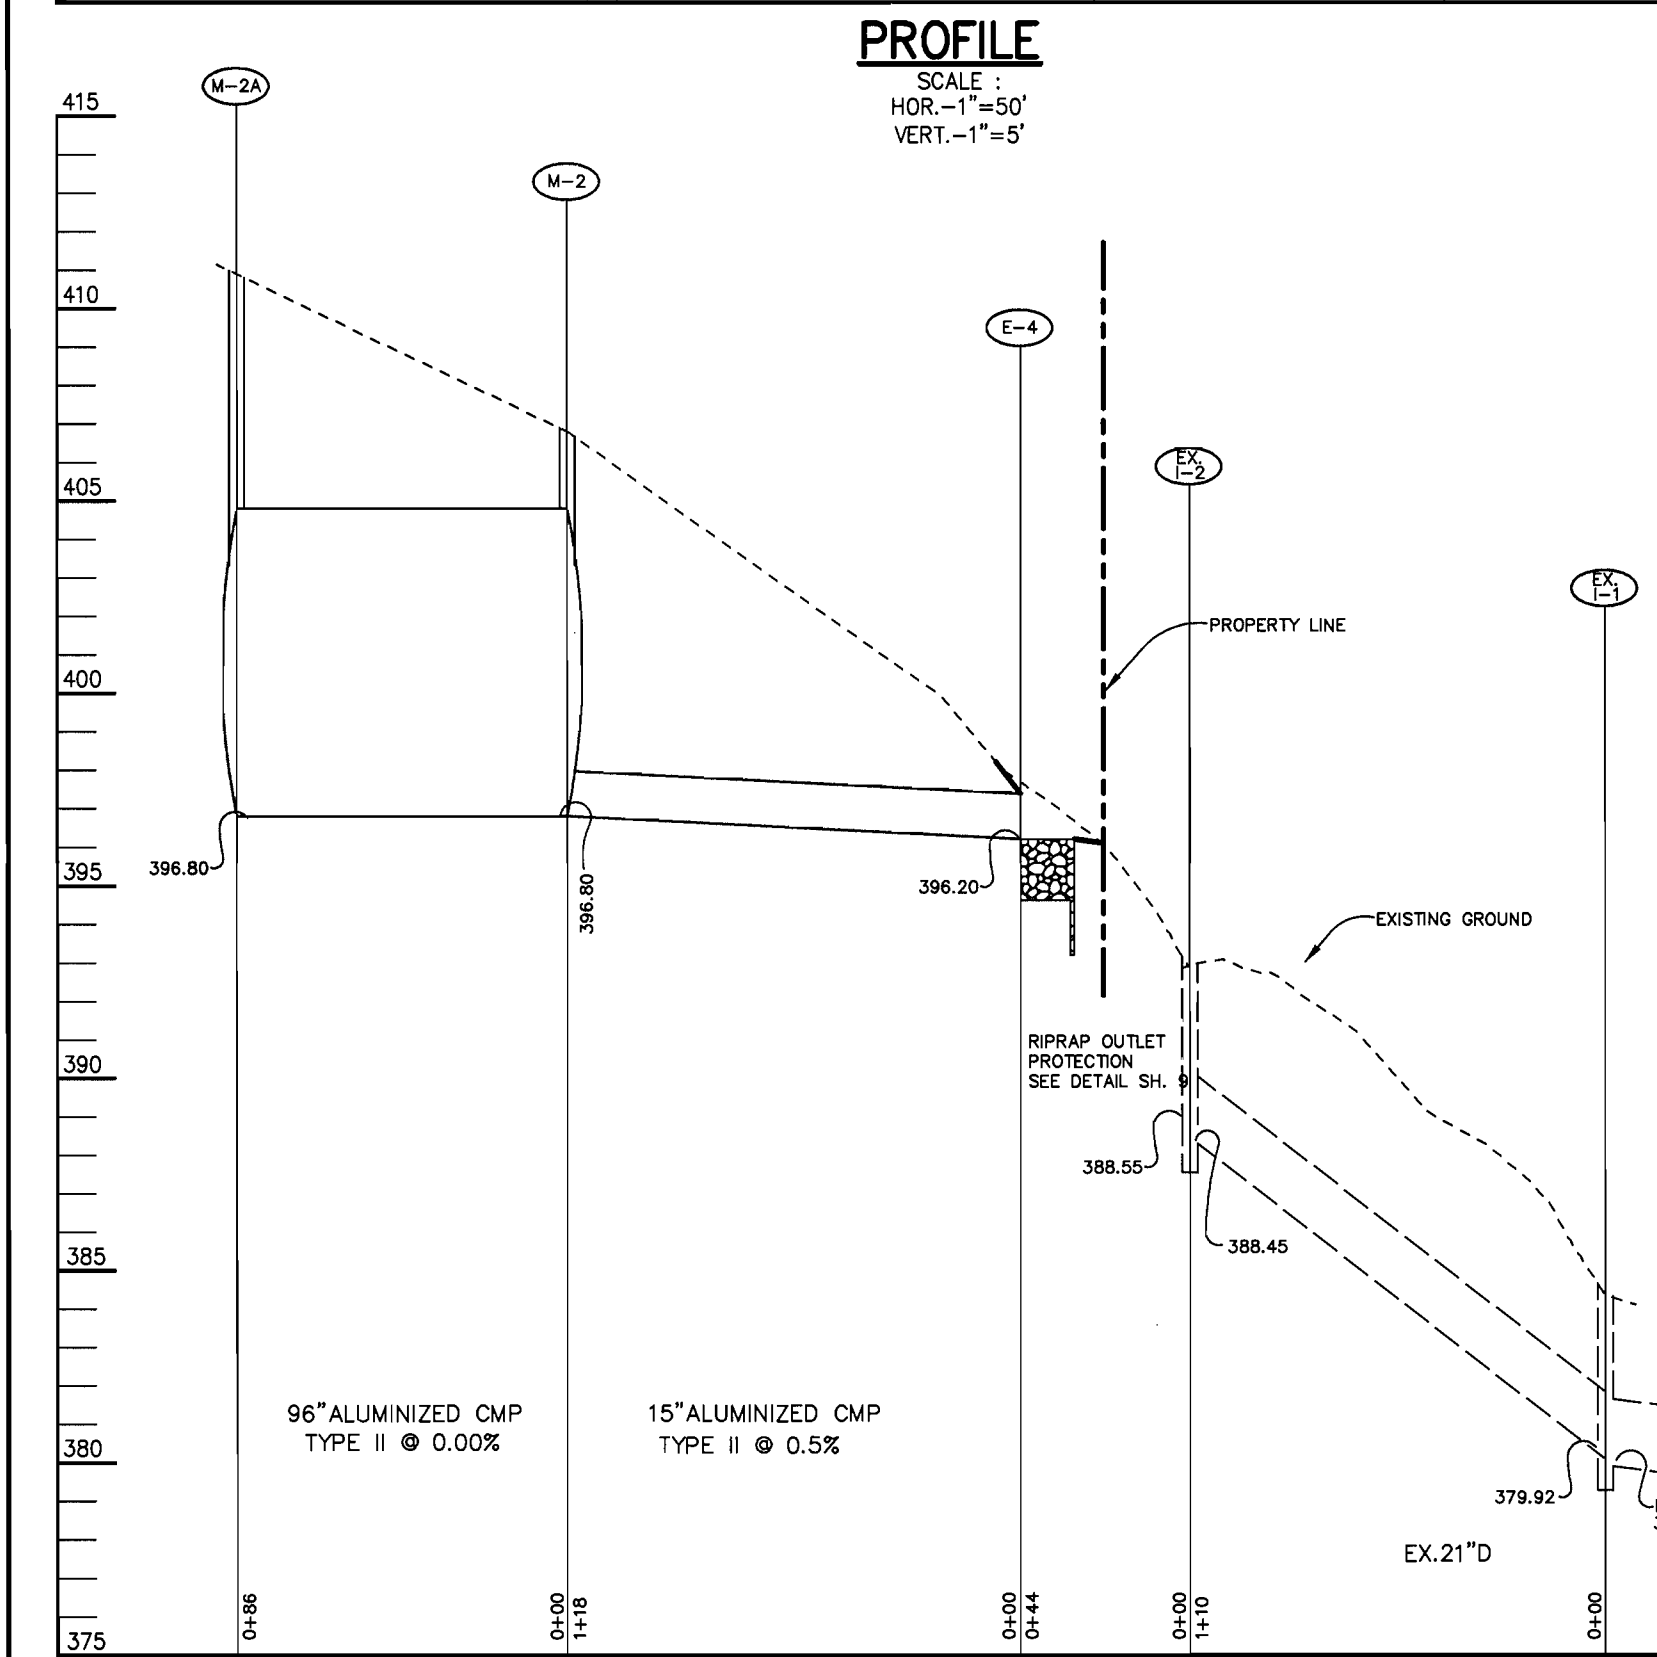 PROFILE
SCALE :
HOR.-1"=50'
VERT.-1"=5'
M-2A
M-2
E-4
EX.
I-2
EX.
I-1
415
410
405
400
395
390
385
380
375
PROPERTY LINE
EXISTING GROUND
396.80
396.80
396.20
RIPRAP OUTLET
PROTECTION
SEE DETAIL SH. 9
388.55
388.45
379.92
96"ALUMINIZED CMP
TYPE II @ 0.00%
15"ALUMINIZED CMP
TYPE II @ 0.5%
EX.21"D
0+86
0+00
1+18
0+00
0+44
0+00
1+10
0+00